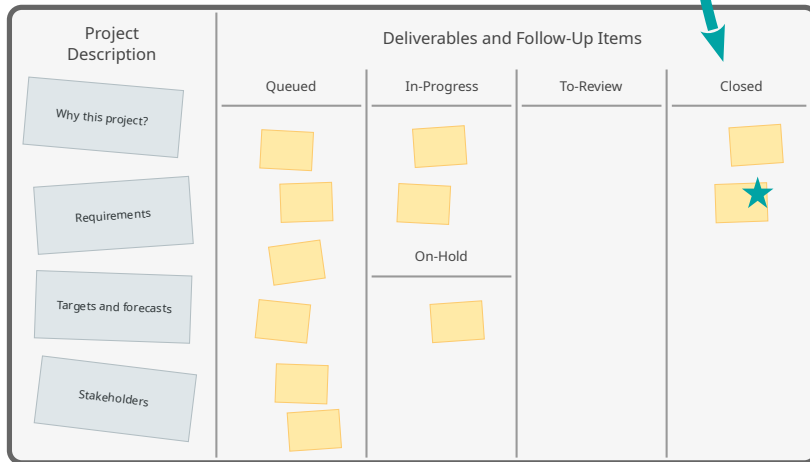 Project
Description
Deliverables and Follow-Up Items
Queued
In-Progress
To-Review
Closed
Why this project?
Requirements
On-Hold
Targets and forecasts
Stakeholders